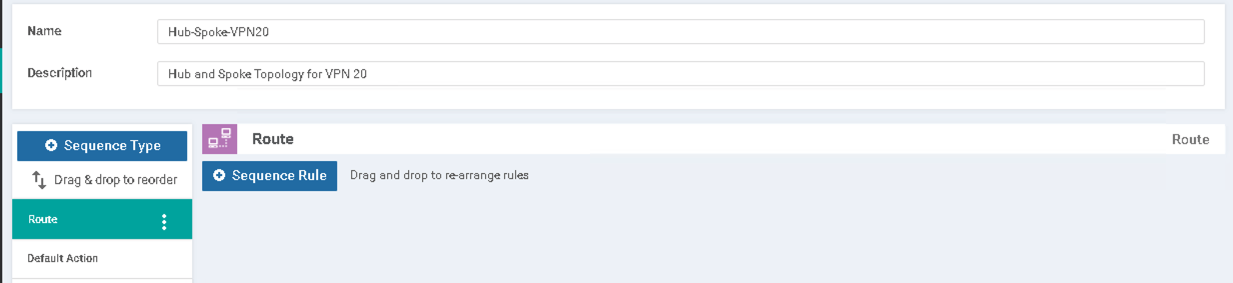 Name
Hub-Spoke-VPN20
Description
Hub and Spoke Topology for VPN 20
Sequence Type
Drag & drop to reorder
Route
Default Action
Route
Route
Sequence Rule
Drag and drop to re-arrange rules